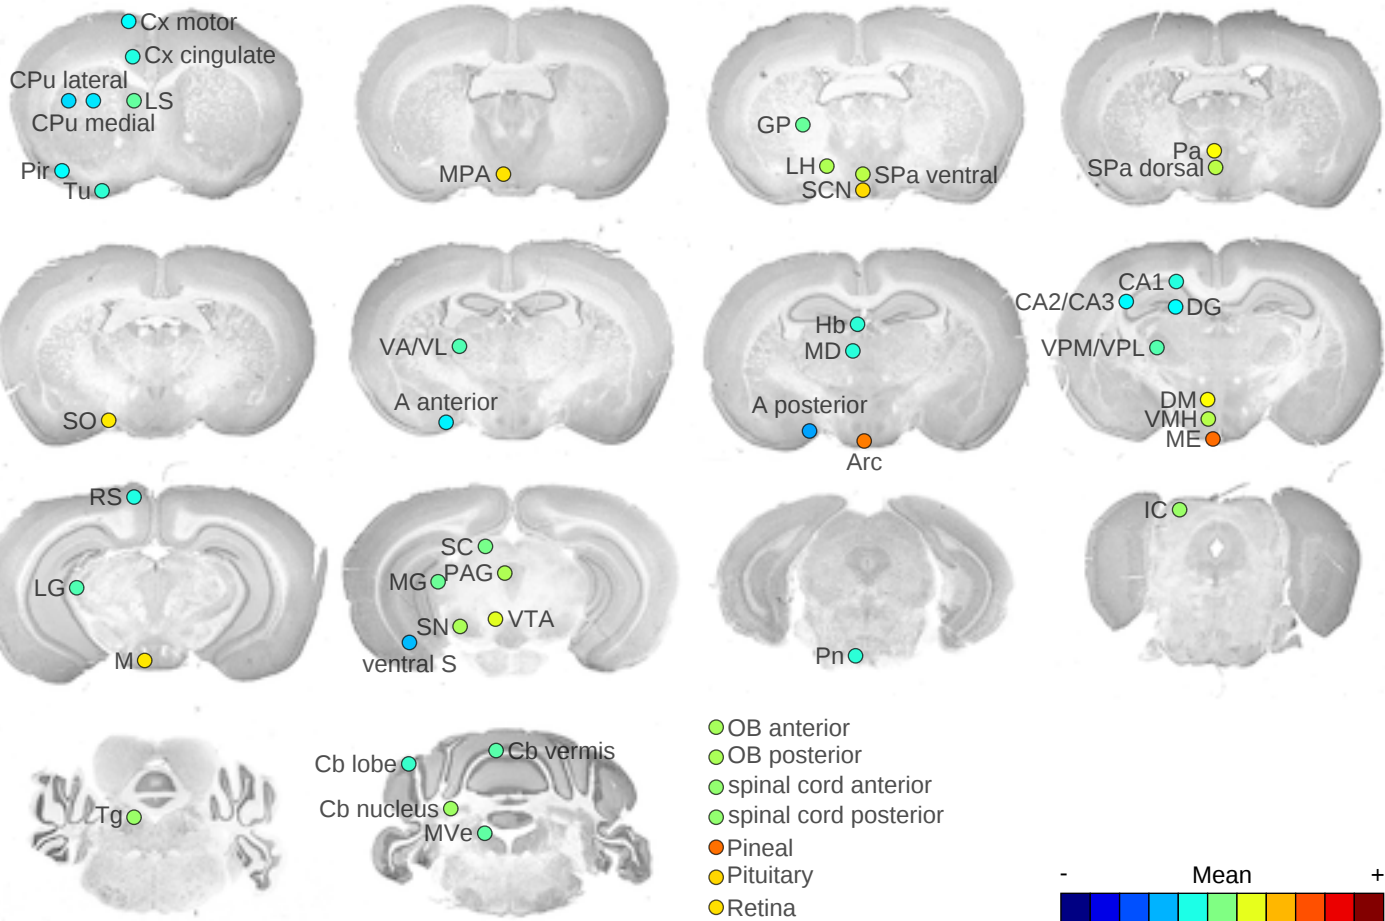 Cx motor
Cx cingulate
CPu lateral
LS
CPu medial
Pir
Tu
MPA
GP
LH
SPa ventral
SCN
Pa
SPa dorsal
SO
VA/VL
A anterior
Hb
MD
A posterior
Arc
CA1
CA2/CA3
DG
VPM/VPL
DM
VMH
ME
RS
LG
M
SC
MG
PAG
SN
VTA
ventral S
Pn
IC
Tg
Cb lobe
Cb vermis
Cb nucleus
MVe
OB anterior
OB posterior
spinal cord anterior
spinal cord posterior
Pineal
Pituitary
Retina
- Mean +